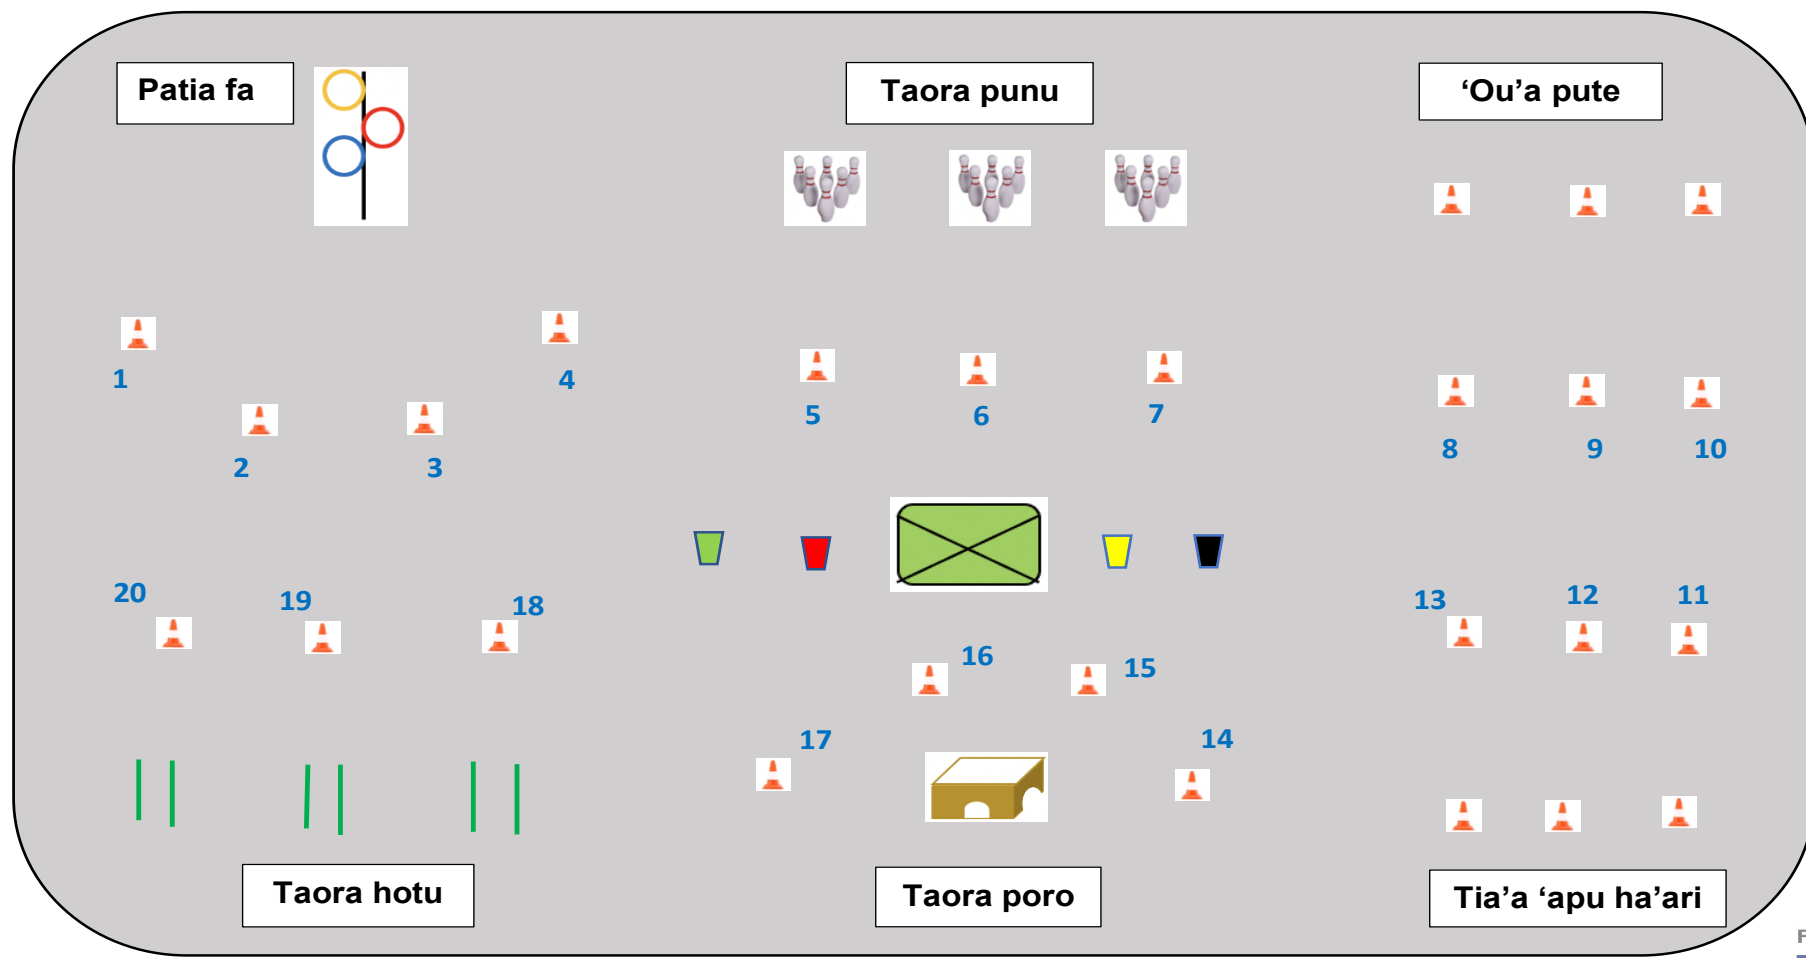 Patia fa
Taora punu
‘Ou’a pute
1
4
2
3
5
6
7
8
9
10
20
19
18
13
12
11
16
15
17
14
Taora hotu
Taora poro
Tia’a ‘apu ha’ari
F